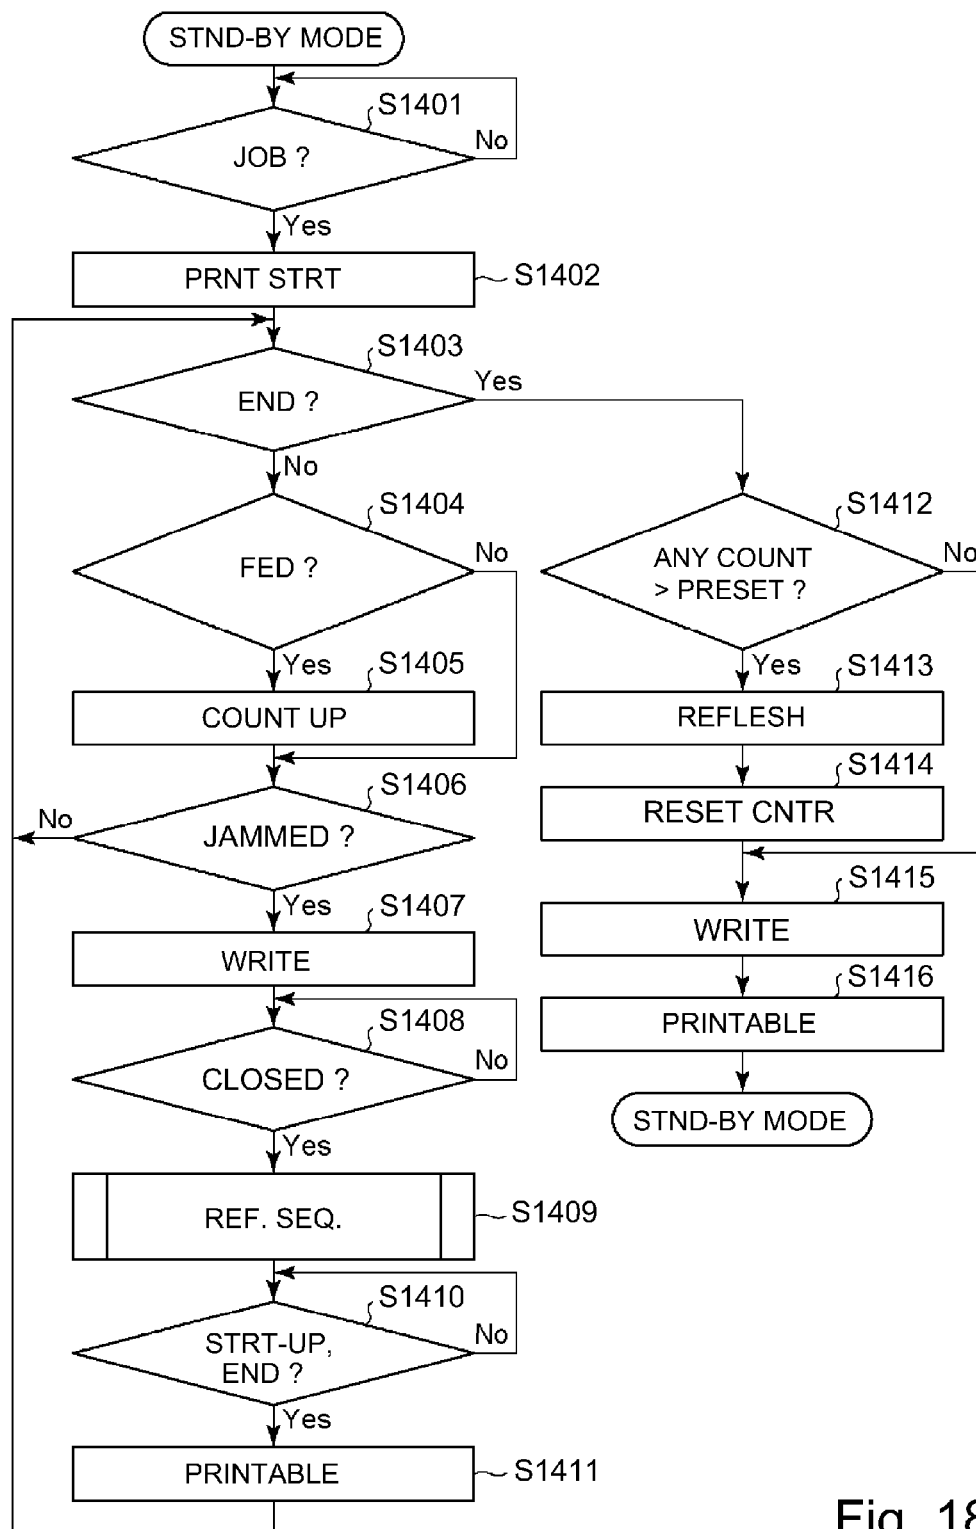 STND-BY MODE
S1401
JOB ?
No
Yes
PRNT STRT
S1402
S1403
END ?
Yes
No
S1404
FED ?
No
Yes
S1405
COUNT UP
S1406
JAMMED ?
No
Yes
S1407
WRITE
S1408
CLOSED ?
No
Yes
REF. SEQ.
S1409
S1410
STRT-UP,
END ?
No
Yes
PRINTABLE
S1411
S1412
ANY COUNT
> PRESET ?
No
Yes
S1413
REFLESH
S1414
RESET CNTR
S1415
WRITE
S1416
PRINTABLE
STND-BY MODE
Fig. 18